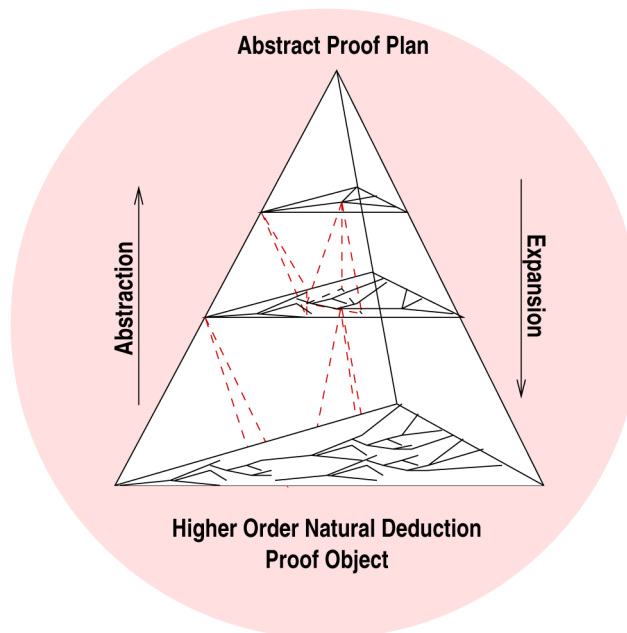 Abstract Proof Plan
Abstraction
Expansion
Higher Order Natural Deduction
Proof Object